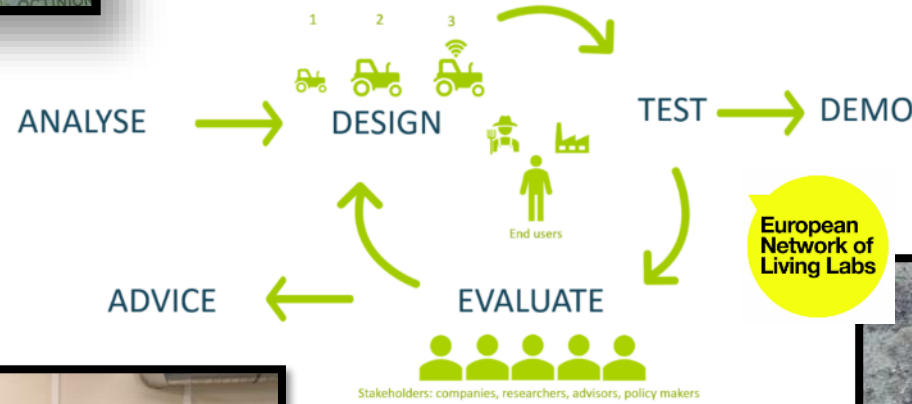 1 2 3
ANALYSE
DESIGN
TEST
DEMO
End users
European
Network of
Living Labs
ADVICE
EVALUATE
Stakeholders: companies, researchers, advisors, policy makers